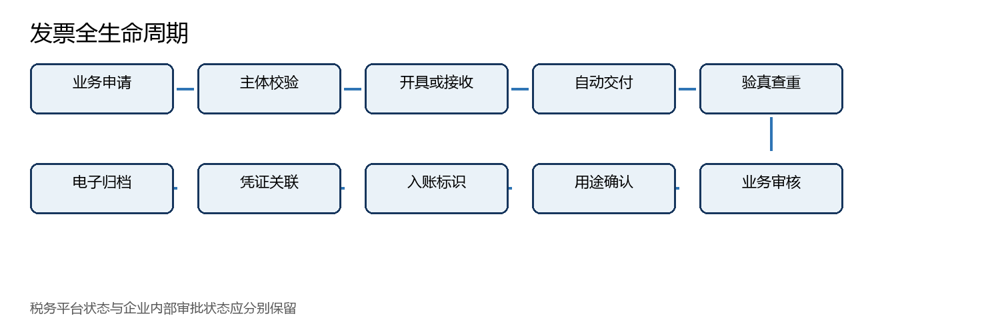 发票全生命周期
业务申请
主体校验
开具或接收
自动交付
验真查重
电子归档
凭证关联
入账标识
用途确认
业务审核
税务平台状态与企业内部审批状态应分别保留